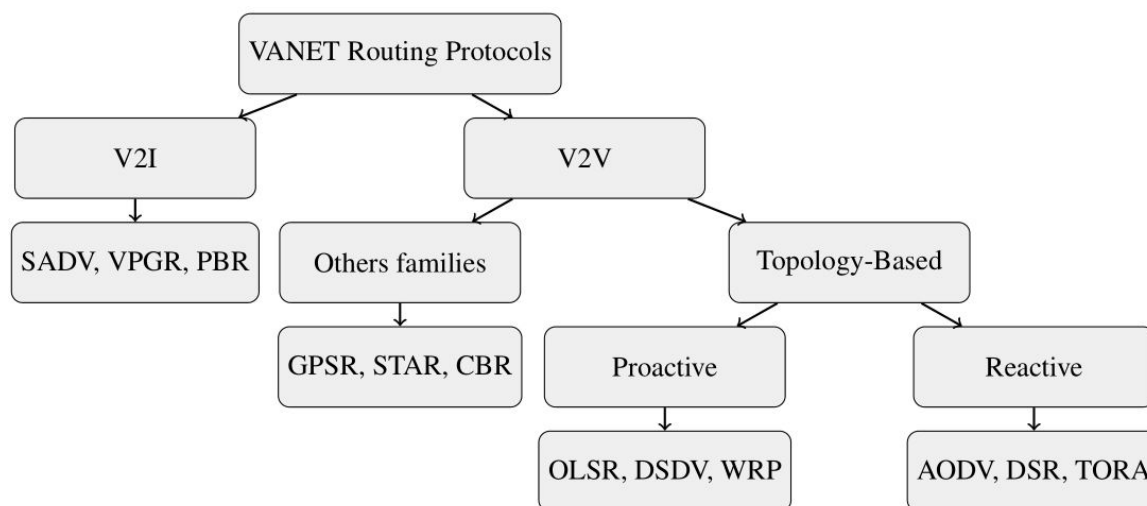 VANET Routing Protocols
V2I
V2V
SADV, VPGR, PBR
Others families
Topology-Based
GPSR, STAR, CBR
Proactive
Reactive
OLSR, DSDV, WRP
AODV, DSR, TORA